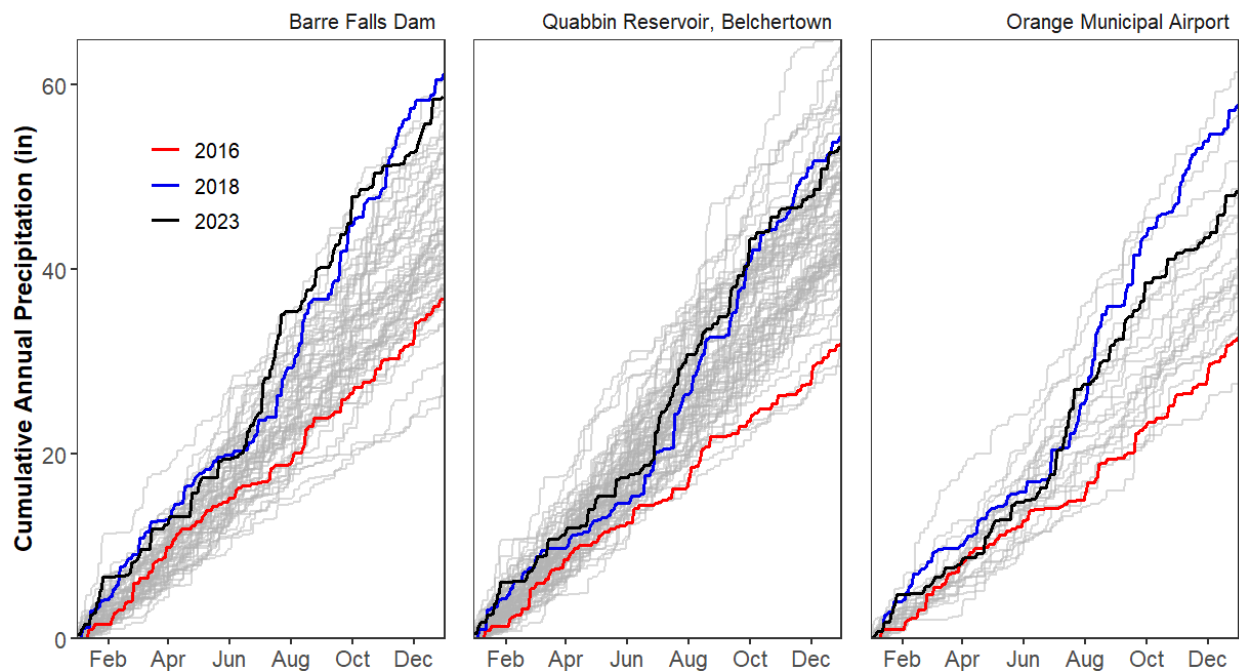 Barre Falls Dam
Quabbin Reservoir, Belchertown
Orange Municipal Airport
Cumulative Annual Precipitation (in)
60
40
20
0
2016
2018
2023
Feb Apr Jun Aug Oct Dec
Feb Apr Jun Aug Oct Dec
Feb Apr Jun Aug Oct Dec